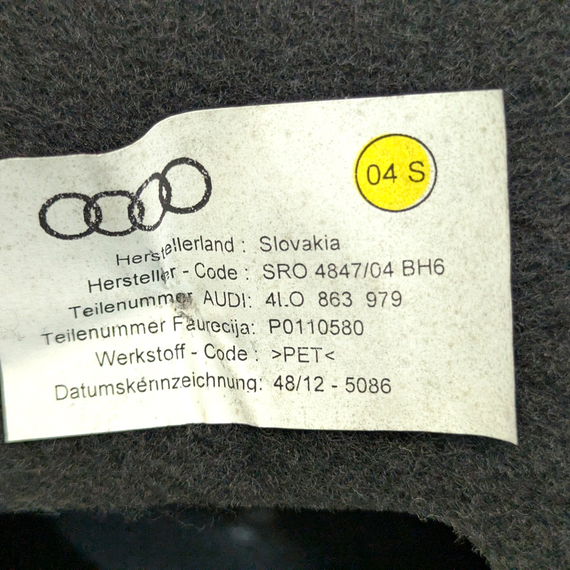 04 S
Herstellerland : Slovakia
Hersteller - Code : SRO 4847/04 BH6
Teilenummer AUDI: 4L0 863 979
Teilenummer Faurecija: P0110580
Werkstoff - Code : >PET<
Datumskénnzeichnung: 48/12 - 5086